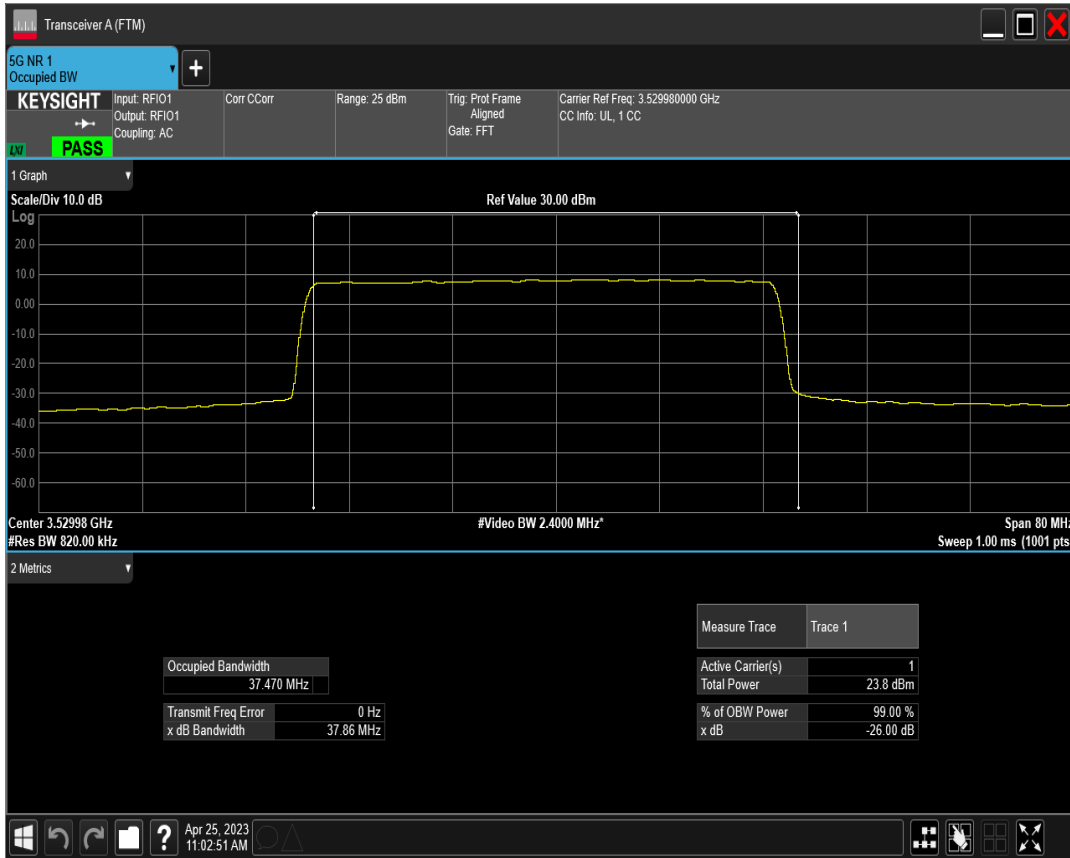 Transceiver A (FTM)
5G NR 1
Occupied BW
+
KEYSIGHT
LXI
PASS
Input: RFIO1
Output: RFIO1
Coupling: AC
Corr CCorr
Range: 25 dBm
Trig: Prot Frame
Aligned
Gate: FFT
Carrier Ref Freq: 3.529980000 GHz
CC Info: UL, 1 CC
1 Graph
Scale/Div 10.0 dB
Ref Value 30.00 dBm
Log
20.0
10.0
0.00
-10.0
-20.0
-30.0
-40.0
-50.0
-60.0
Center 3.52998 GHz
#Video BW 2.4000 MHz*
Span 80 MHz
#Res BW 820.00 kHz
Sweep 1.00 ms (1001 pts
2 Metrics
Measure Trace Trace 1
Occupied Bandwidth
37.470 MHz
Active Carrier(s) 1
Total Power 23.8 dBm
Transmit Freq Error 0 Hz
x dB Bandwidth 37.86 MHz
% of OBW Power 99.00 %
x dB -26.00 dB
?
Apr 25, 2023
11:02:51 AM